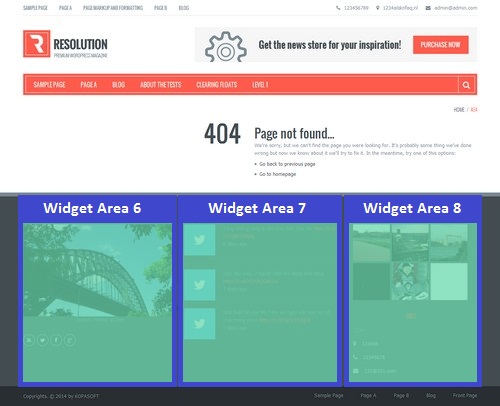 SAMPLE PAGE PAGE A PAGE MARKUP AND FORMATTING PAGE B BLOG
123456789 admin@admin.com
RESOLUTION
PREMIUM WORDPRESS MAGAZINE
Get the news store for your inspiration!
PURCHASE NOW
SAMPLE PAGE PAGE A BLOG ABOUT THE TESTS CLEARING FLOATS LEVEL 1
HOME / 404
404
Page not found...
We're sorry, but we can't find the page you were looking for. It's probably some thing we've done
wrong but now we know about it we'll try to fix it. In the meantime, try one of this options:
Go back to previous page
Go to homepage
Widget Area 6
Widget Area 7
Widget Area 8
Copyrights. © 2014 by KOPASOFT
Sample Page Page A Page B Blog Front Page